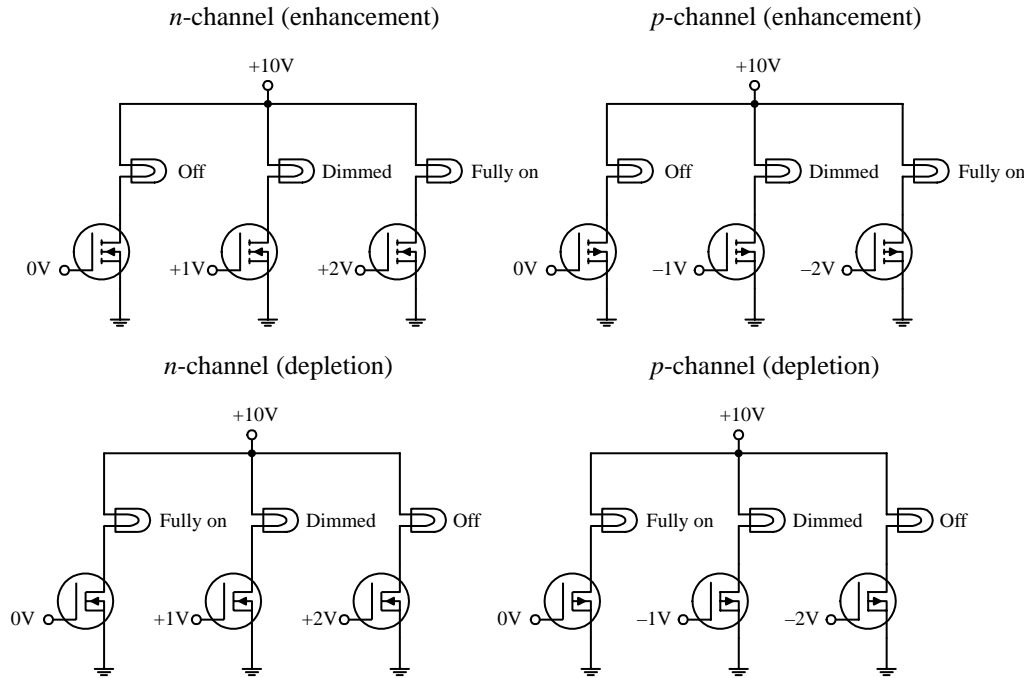 n-channel (enhancement)
p-channel (enhancement)
+10V
+10V
Off
Dimmed
Fully on
Off
Dimmed
Fully on
0V
+1V
+2V
0V
–1V
–2V
n-channel (depletion)
p-channel (depletion)
+10V
+10V
Fully on
Dimmed
Off
Fully on
Dimmed
Off
0V
+1V
+2V
0V
–1V
–2V